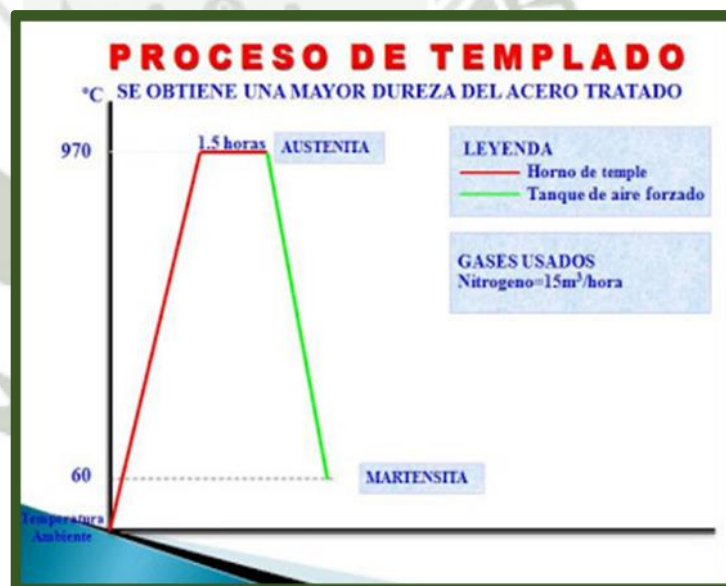 PROCESO DE TEMPLADO
°C SE OBTIENE UNA MAYOR DUREZA DEL ACERO TRATADO
970
1.5 horas
AUSTENITA
LEYENDA
Horno de temple
Tanque de aire forzado
GASES USADOS
Nitrogeno=15m³/hora
60
MARTENSITA
Temperatura
Ambiente